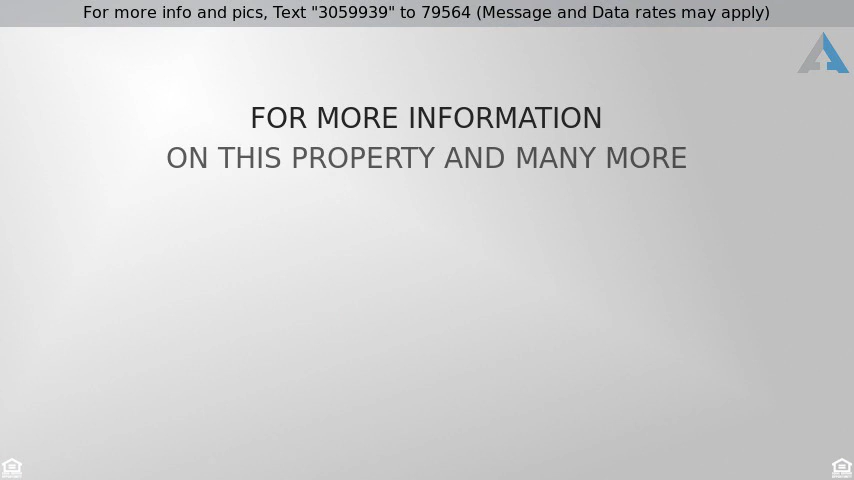 For more info and pics, Text "3059939" to 79564 (Message and Data rates may apply)
FOR MORE INFORMATION
ON THIS PROPERTY AND MANY MORE